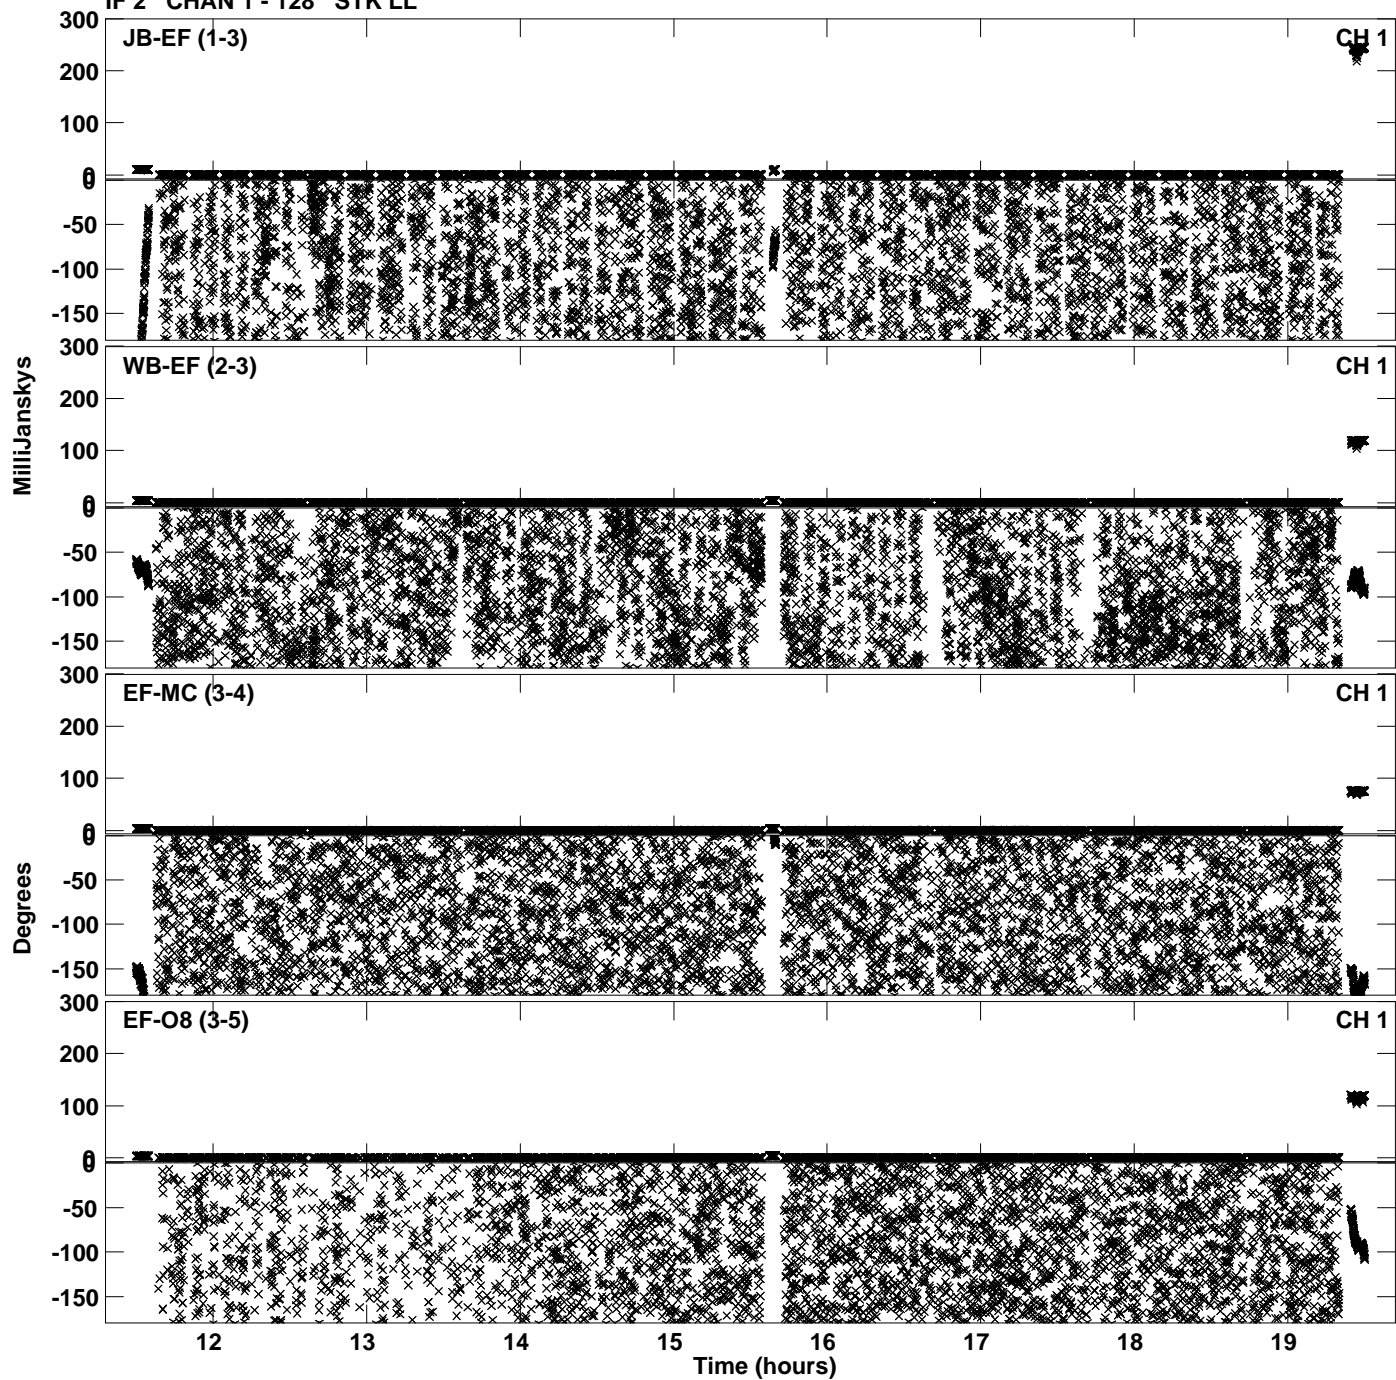 IF 2 CHAN 1 - 128 STK LL
300
JB-EF (1-3)
CH 1
200
100
0
0
-50
-100
-150
300
WB-EF (2-3)
CH 1
200
100
0
0
-50
-100
-150
MilliJanskys
300
EF-MC (3-4)
CH 1
200
100
0
0
-50
-100
-150
Degrees
300
EF-O8 (3-5)
CH 1
200
100
0
0
-50
-100
-150
12 13 14 15 16 17 18 19
Time (hours)